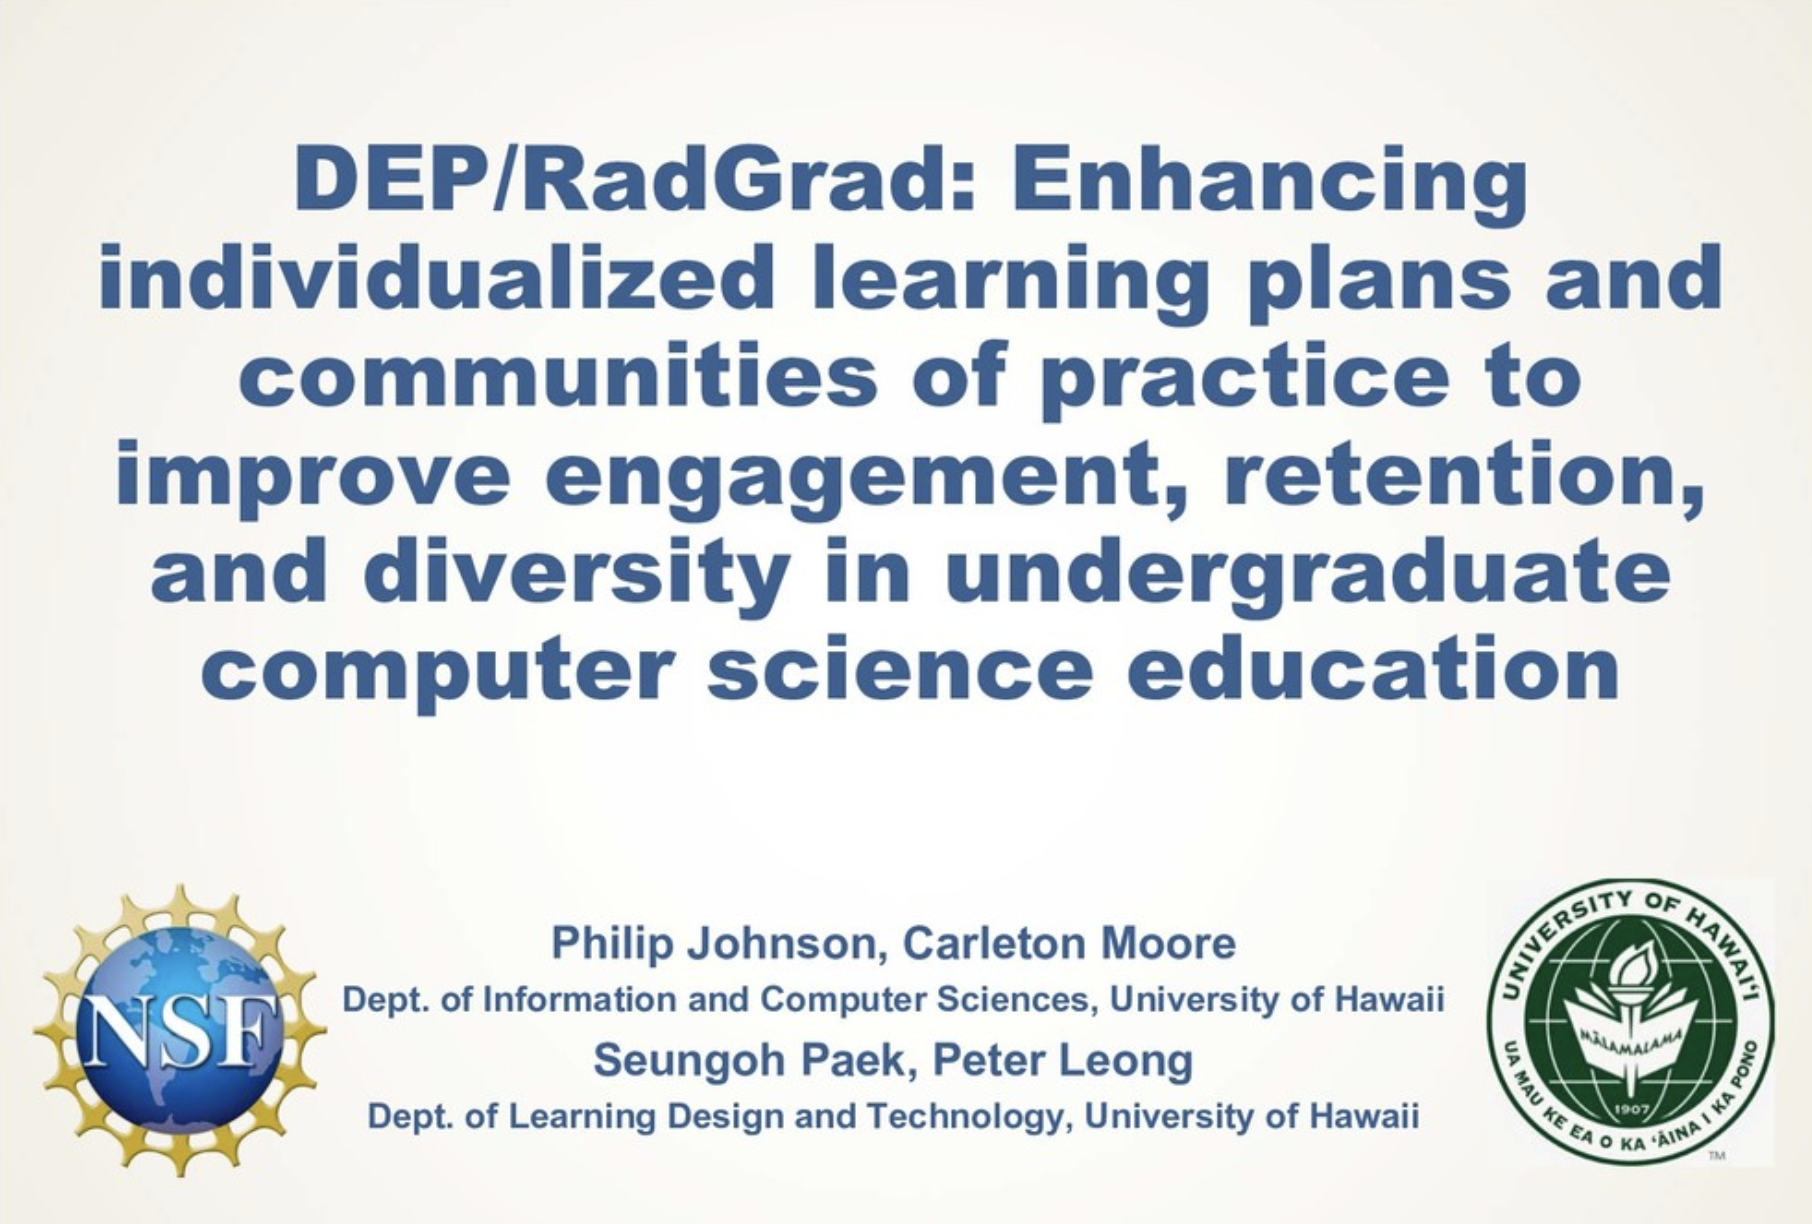 DEP/RadGrad: Enhancing
individualized learning plans and
communities of practice to
improve engagement, retention,
and diversity in undergraduate
computer science education
Philip Johnson, Carleton Moore
Dept. of Information and Computer Sciences, University of Hawaii
Seungoh Paek, Peter Leong
Dept. of Learning Design and Technology, University of Hawaii
NSF
UNIVERSITY OF HAWAIʻI
MĀLAMALAMA
1907
UA MAU KE EA O KA ʻĀINA I KA PONO
TM